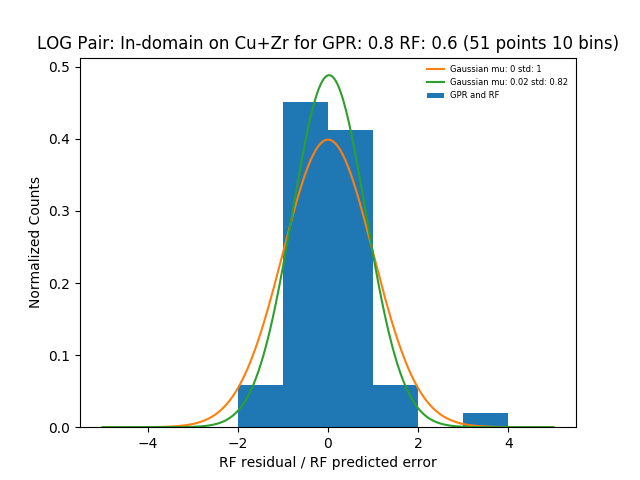 LOG Pair: In-domain on Cu+Zr for GPR: 0.8 RF: 0.6 (51 points 10 bins)
Gaussian mu: 0 std: 1
Gaussian mu: 0.02 std: 0.82
GPR and RF
Normalized Counts
0.5
0.4
0.3
0.2
0.1
0.0
−4 −2 0 2 4
RF residual / RF predicted error